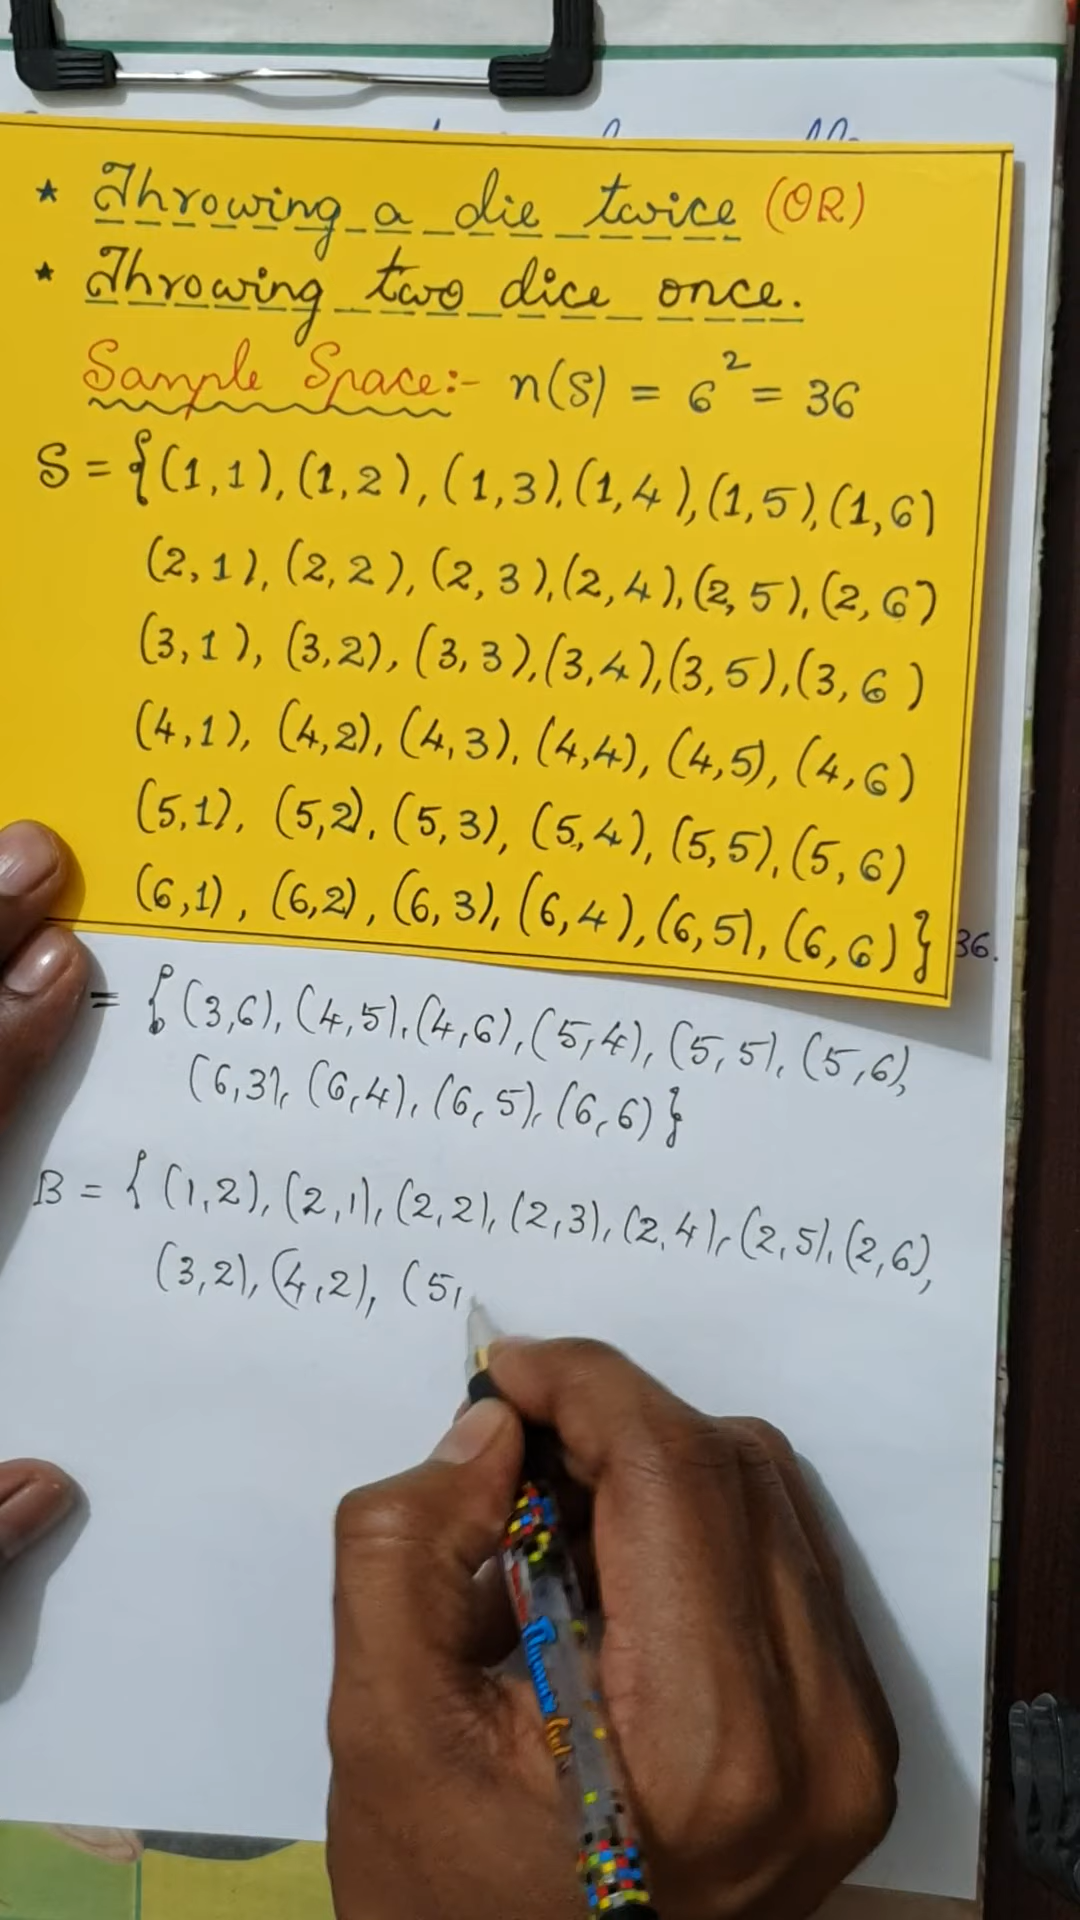 * Throwing a die twice (OR)
* Throwing two dice once.
Sample Space:- n(S) = 6² = 36
S = {(1,1), (1,2), (1,3), (1,4), (1,5), (1,6)
(2,1), (2,2), (2,3), (2,4), (2,5), (2,6)
(3,1), (3,2), (3,3), (3,4), (3,5), (3,6)
(4,1), (4,2), (4,3), (4,4), (4,5), (4,6)
(5,1), (5,2), (5,3), (5,4), (5,5), (5,6)
(6,1), (6,2), (6,3), (6,4), (6,5), (6,6)}
36.
= {(3,6), (4,5), (4,6), (5,4), (5,5), (5,6),
(6,3), (6,4), (6,5), (6,6)}
B = {(1,2), (2,1), (2,2), (2,3), (2,4), (2,5), (2,6),
(3,2), (4,2), (5,